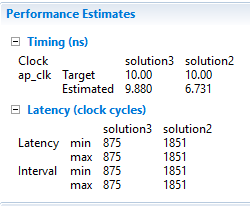 Performance Estimates
Timing (ns)
Clock solution3 solution2
ap_clk Target 10.00 10.00
Estimated 9.880 6.731
Latency (clock cycles)
solution3 solution2
Latency min 875 1851
max 875 1851
Interval min 875 1851
max 875 1851